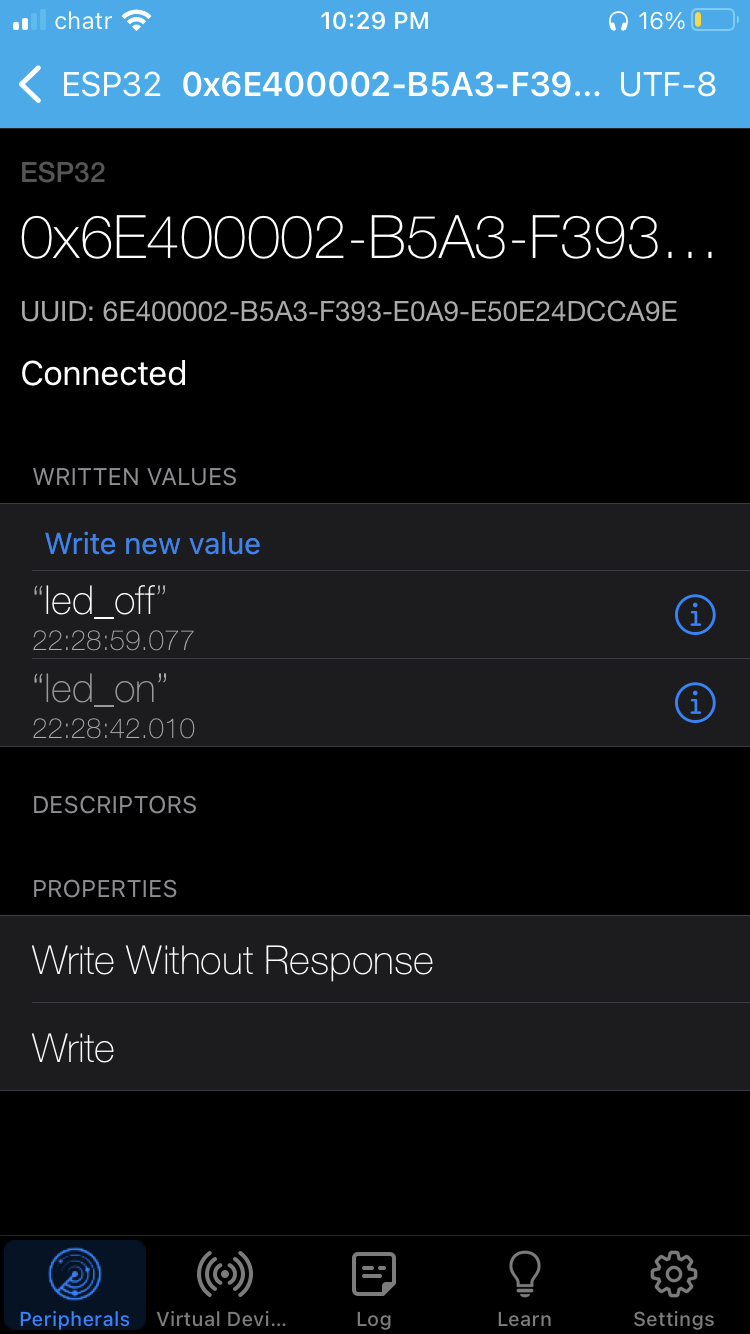 chatr 10:29 PM 16%
ESP32 0x6E400002-B5A3-F39... UTF-8
ESP32
0x6E400002-B5A3-F393...
UUID: 6E400002-B5A3-F393-E0A9-E50E24DCCA9E
Connected
WRITTEN VALUES
Write new value
“led_off”
22:28:59.077
“led_on”
22:28:42.010
DESCRIPTORS
PROPERTIES
Write Without Response
Write
Peripherals Virtual Devi... Log Learn Settings